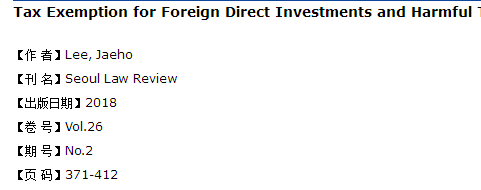 Tax Exemption for Foreign Direct Investments and Harmful
【作 者】Lee, Jaeho
【刊 名】Seoul Law Review
【出版日期】2018
【卷 号】Vol.26
【期 号】No.2
【页 码】371-412